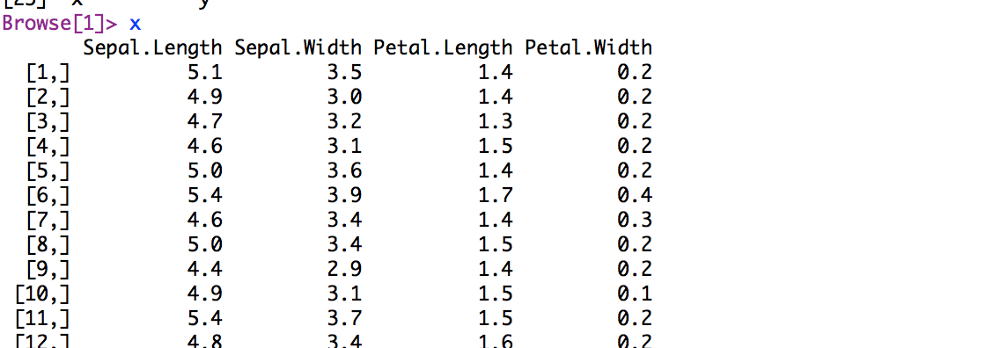 [25] x y
Browse[1]> x
Sepal.Length Sepal.Width Petal.Length Petal.Width
[1,] 5.1 3.5 1.4 0.2
[2,] 4.9 3.0 1.4 0.2
[3,] 4.7 3.2 1.3 0.2
[4,] 4.6 3.1 1.5 0.2
[5,] 5.0 3.6 1.4 0.2
[6,] 5.4 3.9 1.7 0.4
[7,] 4.6 3.4 1.4 0.3
[8,] 5.0 3.4 1.5 0.2
[9,] 4.4 2.9 1.4 0.2
[10,] 4.9 3.1 1.5 0.1
[11,] 5.4 3.7 1.5 0.2
[12,] 4.8 3.4 1.6 0.2